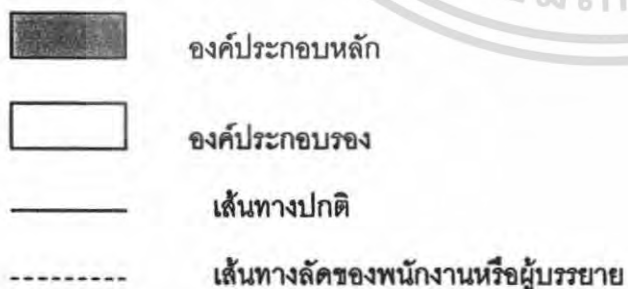 องค์ประกอบหลัก
องค์ประกอบรอง
เส้นทางปกติ
เส้นทางลัดของพนักงานหรือผู้บรรยาย